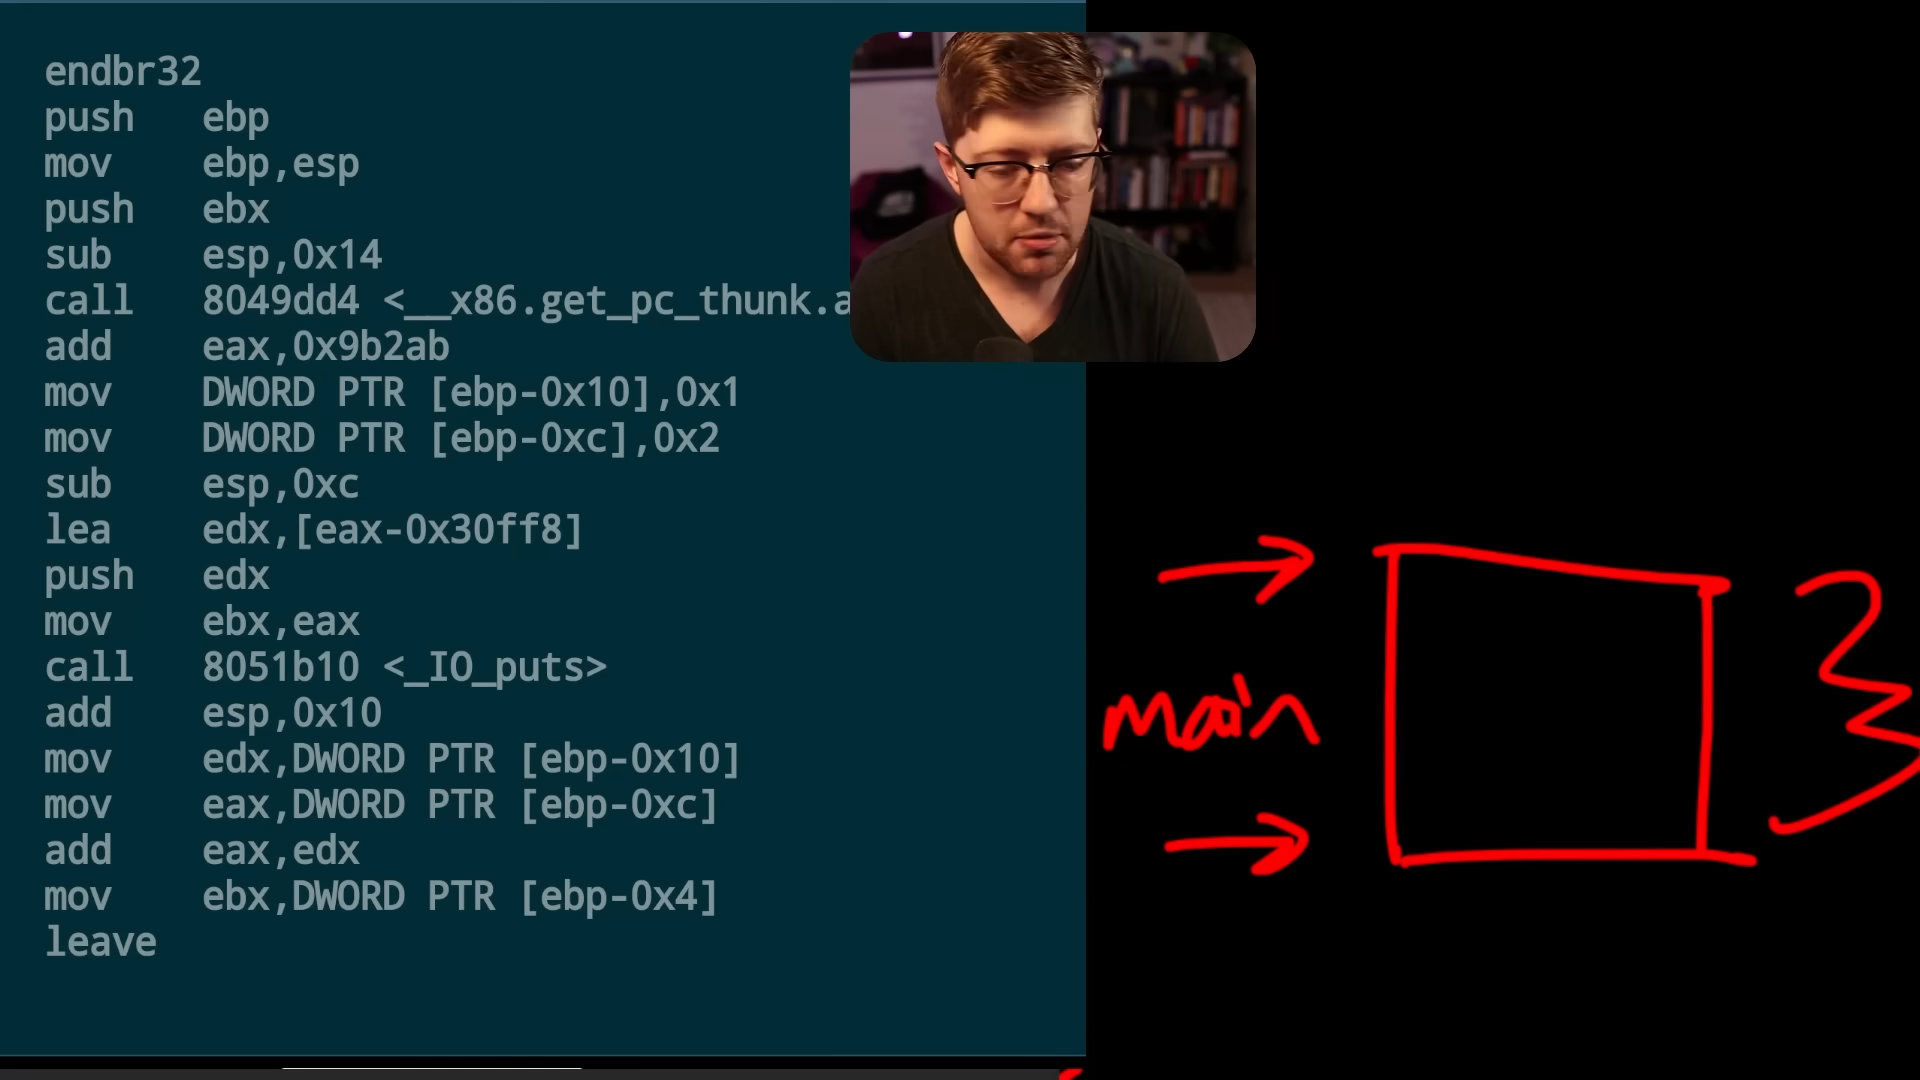 endbr32
push ebp
mov ebp,esp
push ebx
sub esp,0x14
call 8049dd4 <__x86.get_pc_thunk.a
add eax,0x9b2ab
mov DWORD PTR [ebp-0x10],0x1
mov DWORD PTR [ebp-0xc],0x2
sub esp,0xc
lea edx,[eax-0x30ff8]
push edx
mov ebx,eax
call 8051b10 <_IO_puts>
add esp,0x10
mov edx,DWORD PTR [ebp-0x10]
mov eax,DWORD PTR [ebp-0xc]
add eax,edx
mov ebx,DWORD PTR [ebp-0x4]
leave
main